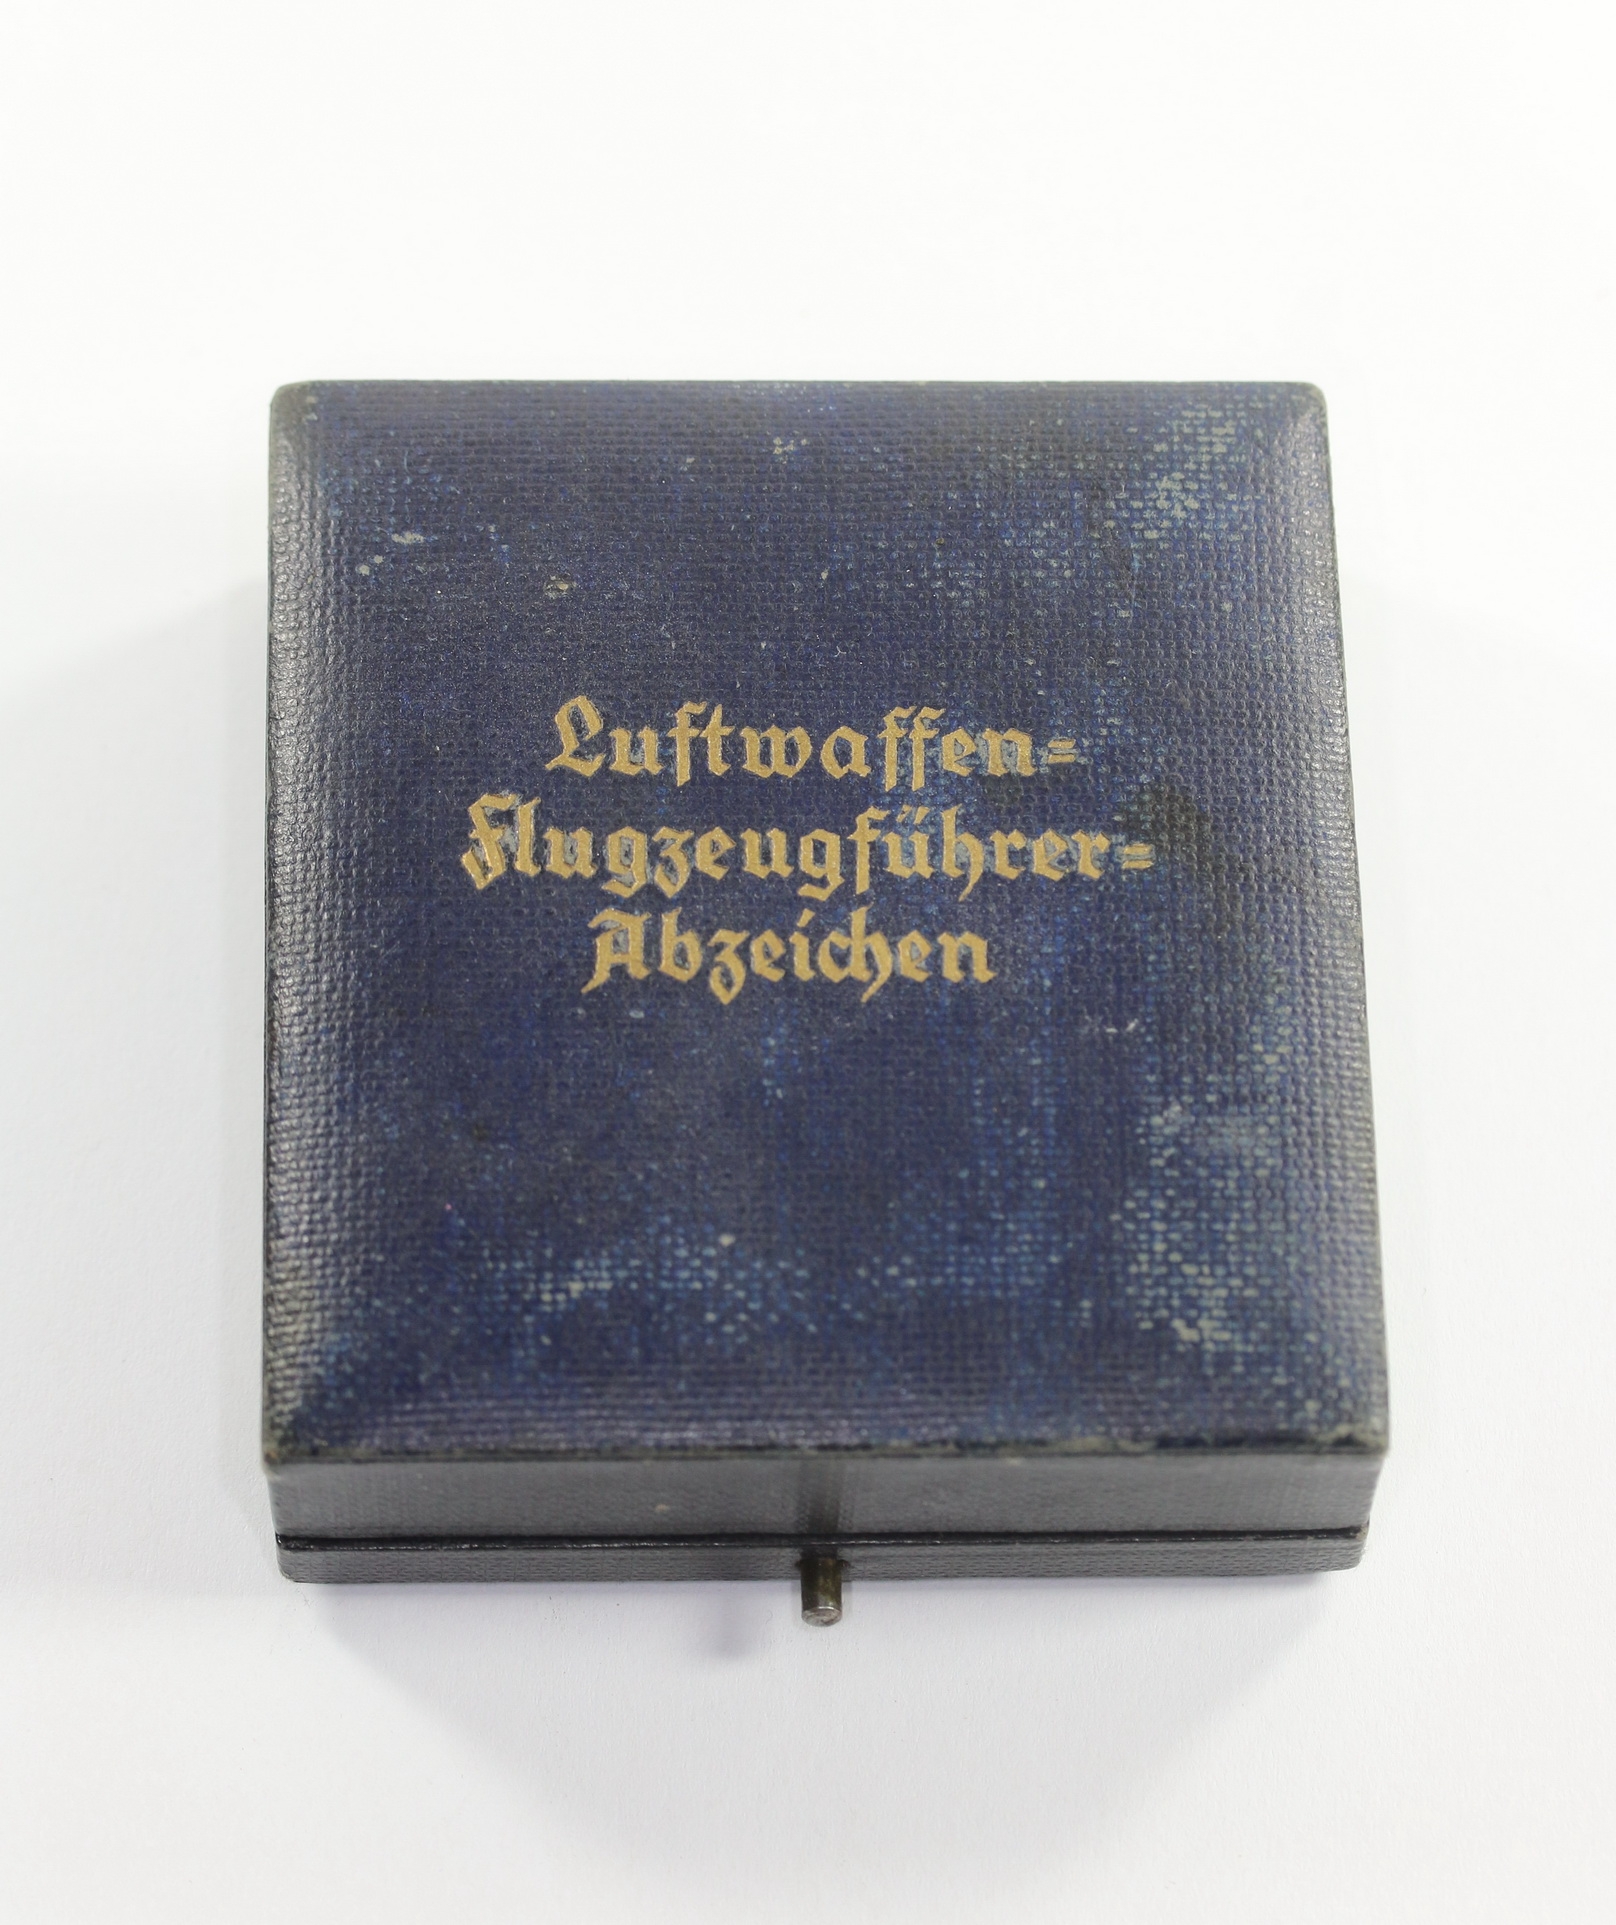 Luftwaffen=
Flugzeugführer=
Abzeichen